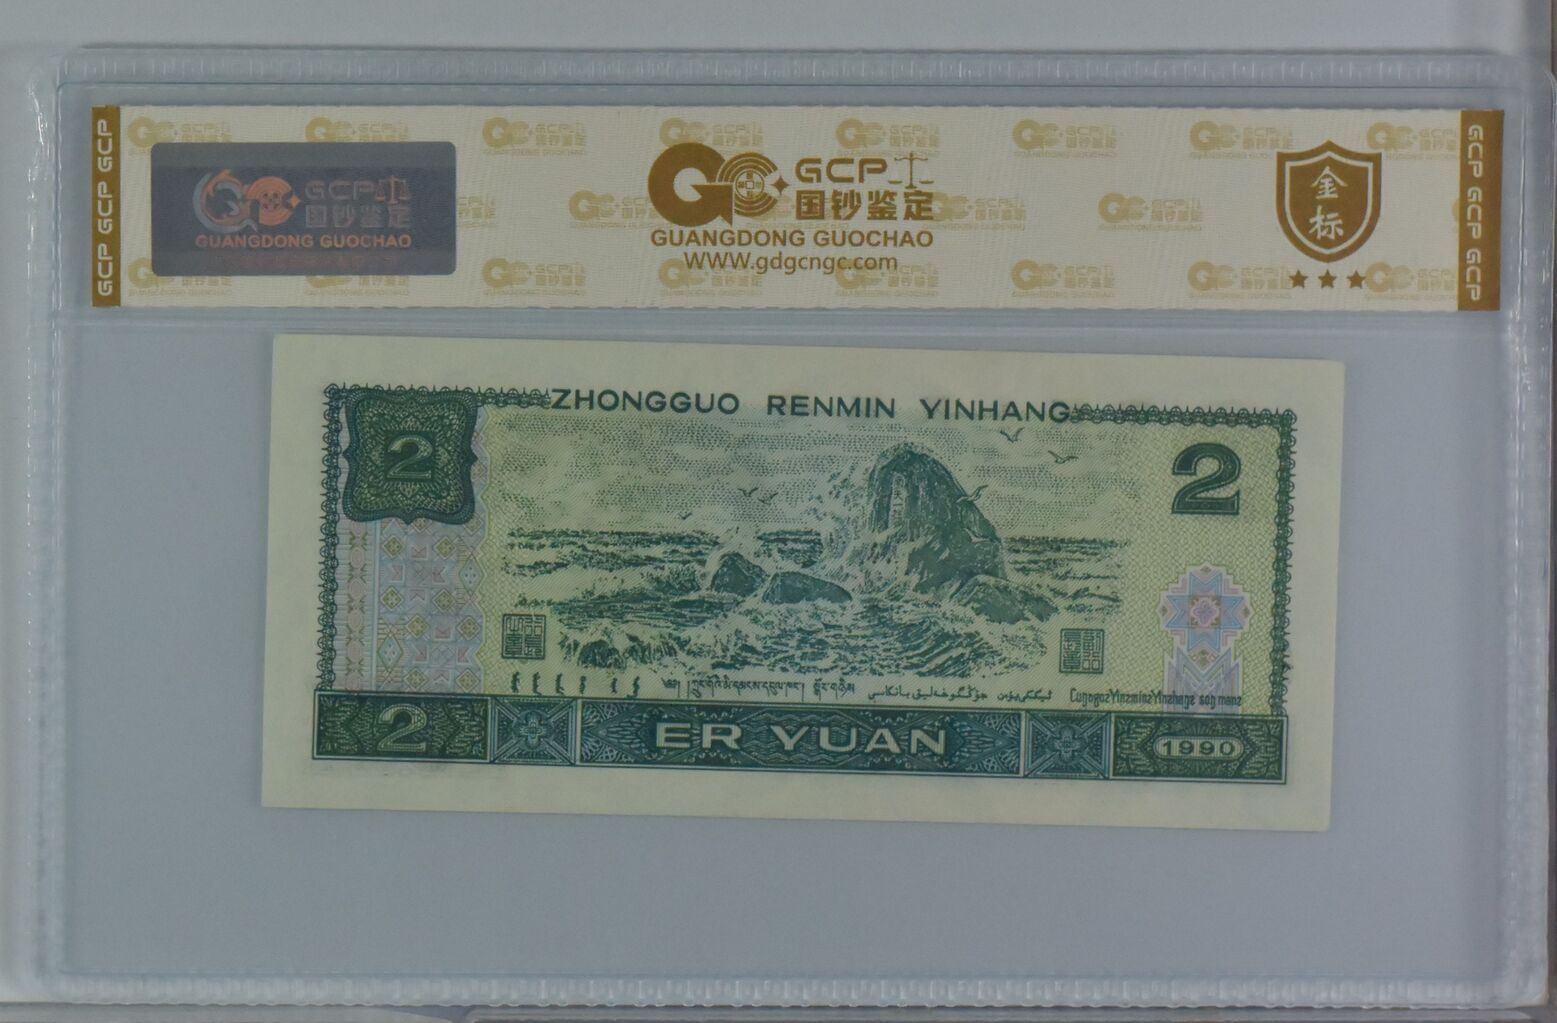 GCP GCP GCP
GCP
国钞鉴定
GUANGDONG GUOCHAO
GCP
国钞鉴定
GUANGDONG GUOCHAO
WWW.gdgcngc.com
金
标
GCP GCP GCP
ZHONGGUO RENMIN YINHANG
2
2
2
ER YUAN
1990